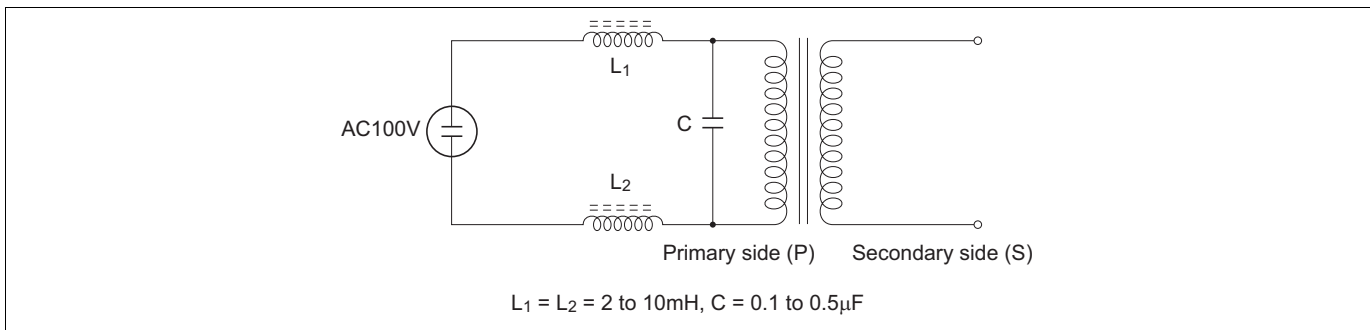 L1
AC100V
C
L2
Primary side (P)
Secondary side (S)
L1 = L2 = 2 to 10mH, C = 0.1 to 0.5μF